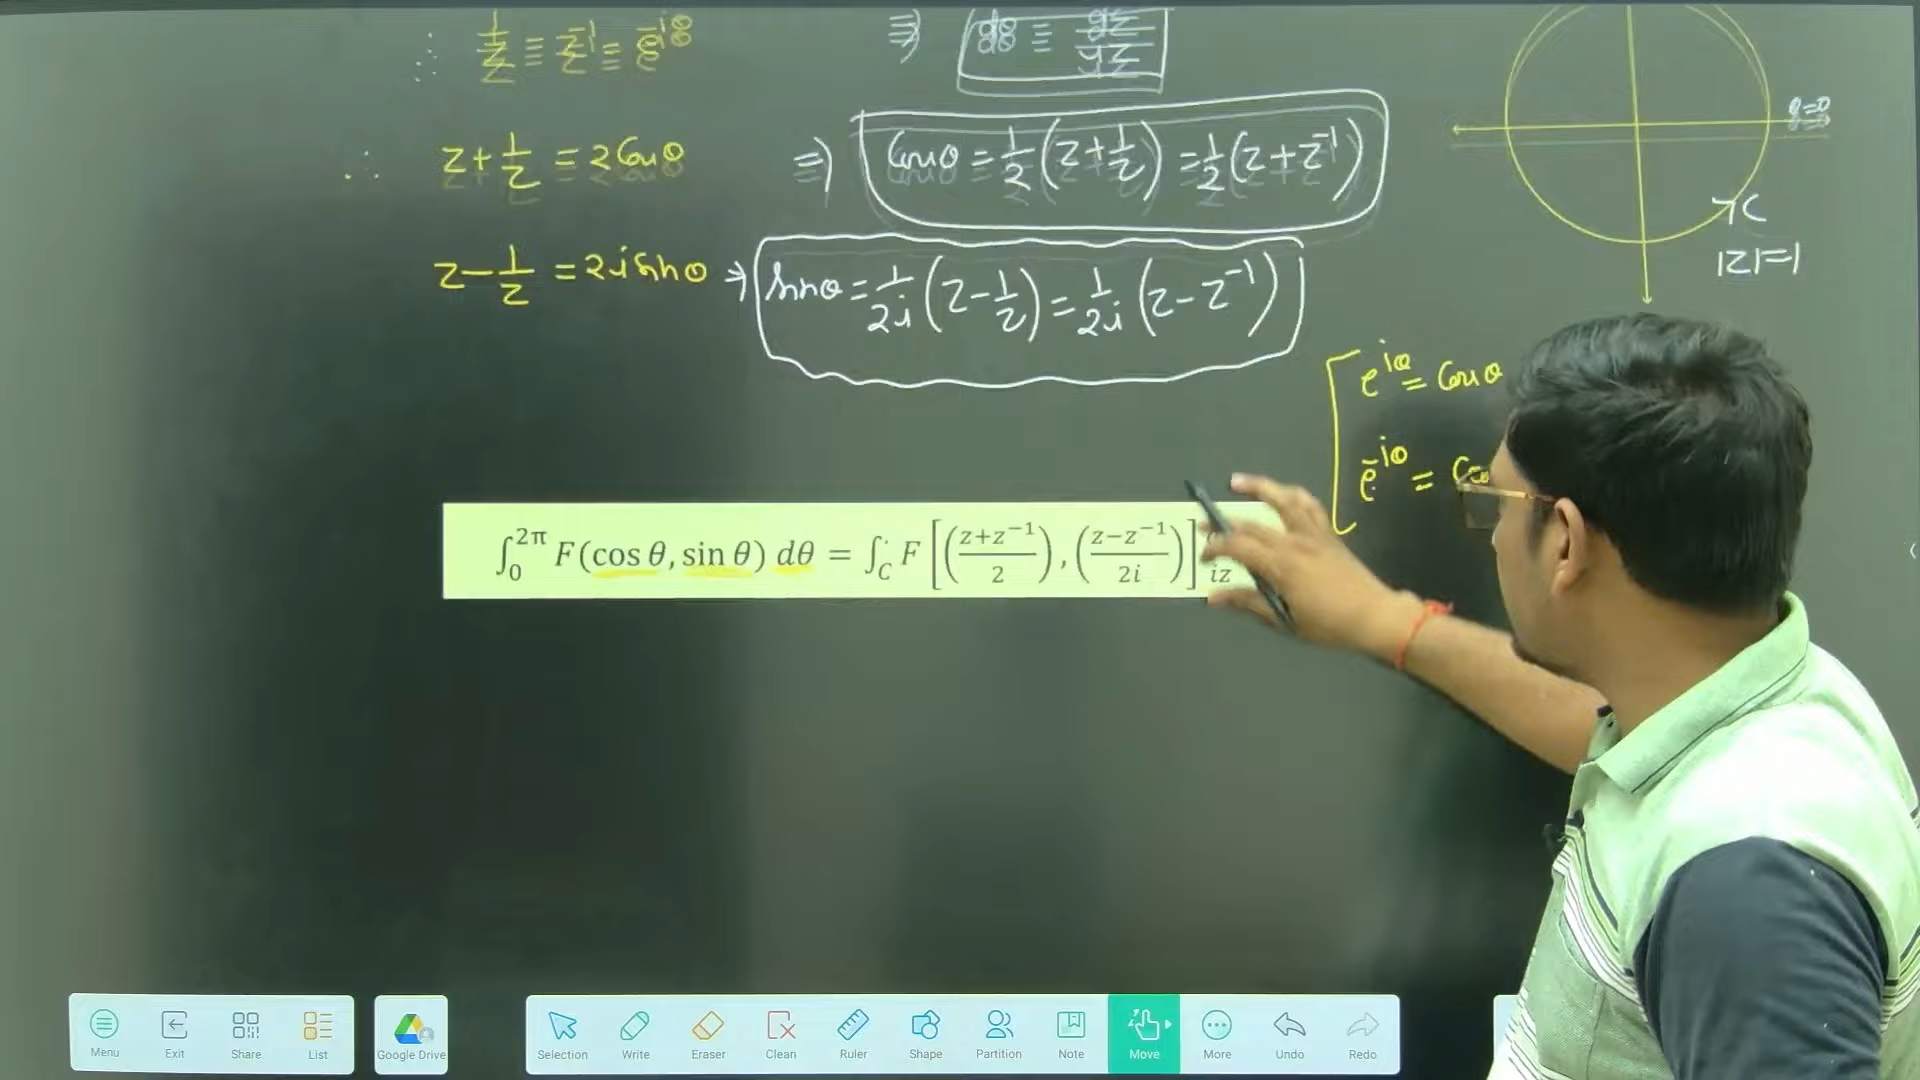 ∴ 1/z = z⁻¹ = e⁻ⁱᶿ ⇒ dθ = dz/iz
∴ z + 1/z = 2Cosθ ⇒ Cosθ = 1/2 (z + 1/z) = 1/2 (z + z⁻¹)
z − 1/z = 2i Sinθ ⇒ Sinθ = 1/2i (z − 1/z) = 1/2i (z − z⁻¹)
θ=0
C
|z|=1
eⁱᶿ = Cosθ
e⁻ⁱᶿ =
∫₀^2π F(cos θ, sin θ) dθ = ∫_C F [((z+z⁻¹)/2), ((z−z⁻¹)/2i)] iz
Menu Exit Share List Google Drive Selection Write Eraser Clean Ruler Shape Partition Note Move More Undo Redo